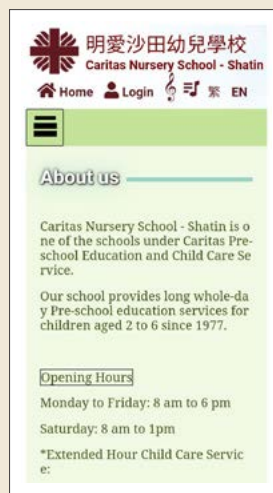 明愛沙田幼兒學校
Caritas Nursery School - Shatin
Home Login 繁 EN
About us
Caritas Nursery School - Shatin is o
ne of the schools under Caritas Pre-
school Education and Child Care Se
rvice.
Our school provides long whole-da
y Pre-school education services for
children aged 2 to 6 since 1977.
Opening Hours
Monday to Friday: 8 am to 6 pm
Saturday: 8 am to 1pm
*Extended Hour Child Care Servic
e: